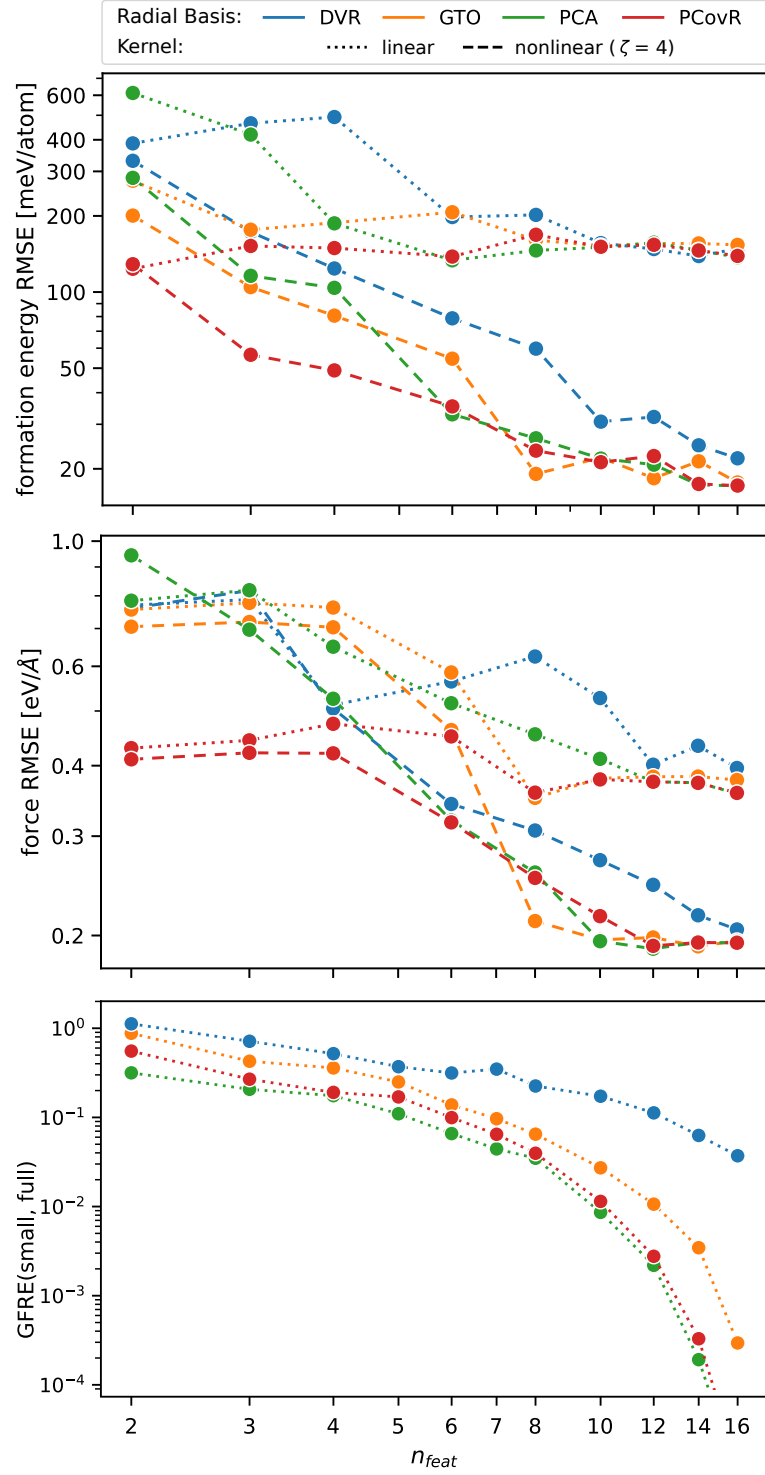 Radial Basis: DVR GTO PCA PCovR
Kernel: linear nonlinear ( ζ = 4)
formation energy RMSE [meV/atom]
600
400
300
200
100
50
20
force RMSE [eV/Å]
1.0
0.6
0.4
0.3
0.2
GFRE(small, full)
10⁰
10⁻¹
10⁻²
10⁻³
10⁻⁴
2 3 4 5 6 7 8 10 12 14 16
n_feat